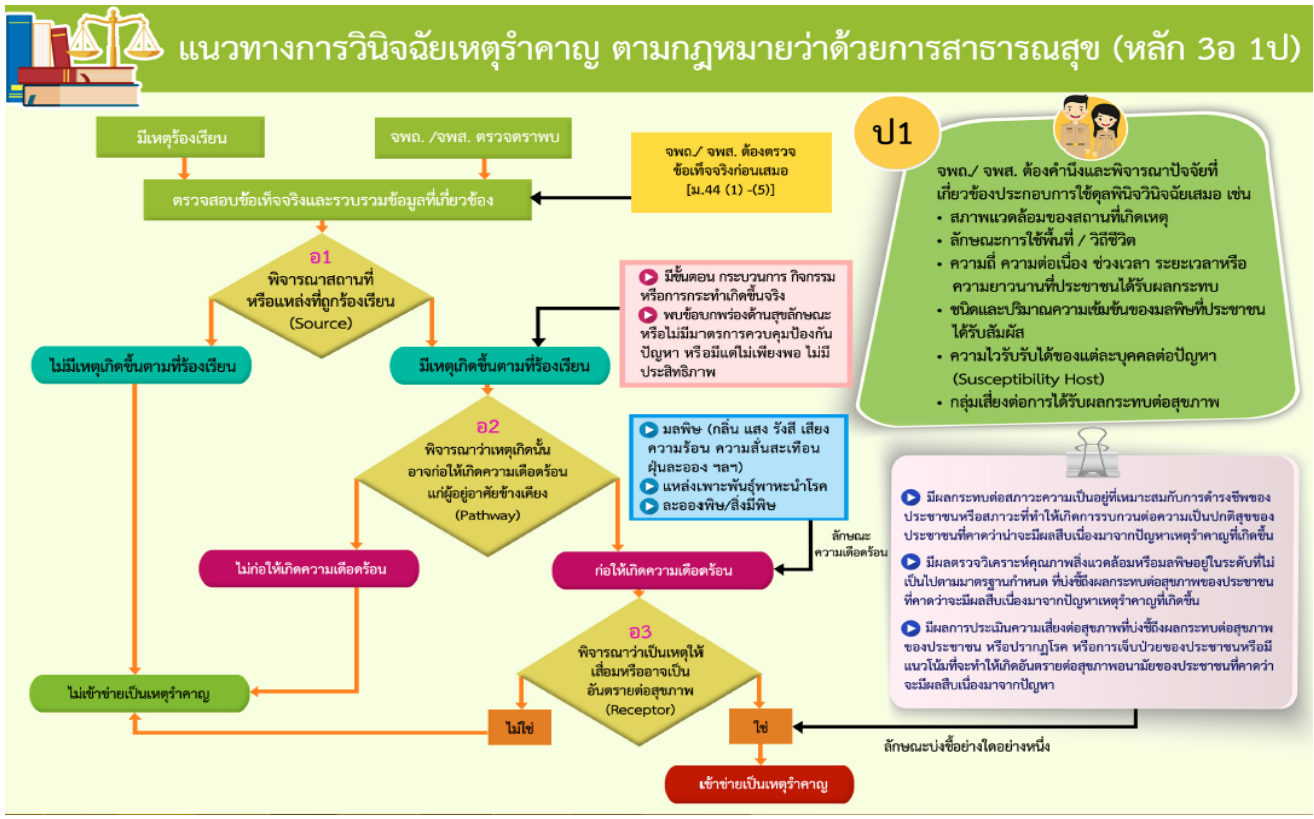 แนวทางการวินิจฉัยเหตุรำคาญ ตามกฎหมายว่าด้วยการสาธารณสุข (หลัก 3อ 1ป)
มีเหตุร้องเรียน
จพถ. /จพส. ตรวจตราพบ
จพถ./ จพส. ต้องตรวจ
ข้อเท็จจริงก่อนเสมอ
[ม.44 (1) -(5)]
ตรวจสอบข้อเท็จจริงและรวบรวมข้อมูลที่เกี่ยวข้อง
อ1
พิจารณาสถานที่
หรือแหล่งที่ถูกร้องเรียน
(Source)
มีขั้นตอน กระบวนการ กิจกรรม
หรือการกระทำเกิดขึ้นจริง
พบข้อบกพร่องด้านสุขลักษณะ
หรือไม่มีมาตรการควบคุมป้องกัน
ปัญหา หรือมีแต่ไม่เพียงพอ ไม่มี
ประสิทธิภาพ
ไม่มีเหตุเกิดขึ้นตามที่ร้องเรียน
มีเหตุเกิดขึ้นตามที่ร้องเรียน
อ2
พิจารณาว่าเหตุเกิดนั้น
อาจก่อให้เกิดความเดือดร้อน
แก่ผู้อยู่อาศัยข้างเคียง
(Pathway)
มลพิษ (กลิ่น แสง รังสี เสียง
ความร้อน ความสั่นสะเทือน
ฝุ่นละออง ฯลฯ)
แหล่งเพาะพันธุ์พาหะนำโรค
ละอองพิษ/สิ่งมีพิษ
ลักษณะ
ความเดือดร้อน
ไม่ก่อให้เกิดความเดือดร้อน
ก่อให้เกิดความเดือดร้อน
อ3
พิจารณาว่าเป็นเหตุให้
เสื่อมหรืออาจเป็น
อันตรายต่อสุขภาพ
(Receptor)
ไม่เข้าข่ายเป็นเหตุรำคาญ
ไม่ใช่
ใช่
ลักษณะบ่งชี้อย่างใดอย่างหนึ่ง
เข้าข่ายเป็นเหตุรำคาญ
ป1
จพถ./ จพส. ต้องคำนึงและพิจารณาปัจจัยที่
เกี่ยวข้องประกอบการใช้ดุลพินิจวินิจฉัยเสมอ เช่น
• สภาพแวดล้อมของสถานที่เกิดเหตุ
• ลักษณะการใช้พื้นที่ / วิถีชีวิต
• ความถี่ ความต่อเนื่อง ช่วงเวลา ระยะเวลาหรือ
ความยาวนานที่ประชาชนได้รับผลกระทบ
• ชนิดและปริมาณความเข้มข้นของมลพิษที่ประชาชน
ได้รับสัมผัส
• ความไวรับรับได้ของแต่ละบุคคลต่อปัญหา
(Susceptibility Host)
• กลุ่มเสี่ยงต่อการได้รับผลกระทบต่อสุขภาพ
มีผลกระทบต่อสภาวะความเป็นอยู่ที่เหมาะสมกับการดำรงชีพของ
ประชาชนหรือสภาวะที่ทำให้เกิดการรบกวนต่อความเป็นปกติสุขของ
ประชาชนที่คาดว่าน่าจะมีผลสืบเนื่องมาจากปัญหาเหตุรำคาญที่เกิดขึ้น
มีผลตรวจวิเคราะห์คุณภาพสิ่งแวดล้อมหรือมลพิษอยู่ในระดับที่ไม่
เป็นไปตามมาตรฐานกำหนด ที่บ่งชี้ถึงผลกระทบต่อสุขภาพของประชาชน
ที่คาดว่าจะมีผลสืบเนื่องมาจากปัญหาเหตุรำคาญที่เกิดขึ้น
มีผลการประเมินความเสี่ยงต่อสุขภาพที่บ่งชี้ถึงผลกระทบต่อสุขภาพ
ของประชาชน หรือปรากฏโรค หรือการเจ็บป่วยของประชาชนหรือมี
แนวโน้มที่จะทำให้เกิดอันตรายต่อสุขภาพอนามัยของประชาชนที่คาดว่า
จะมีผลสืบเนื่องมาจากปัญหา